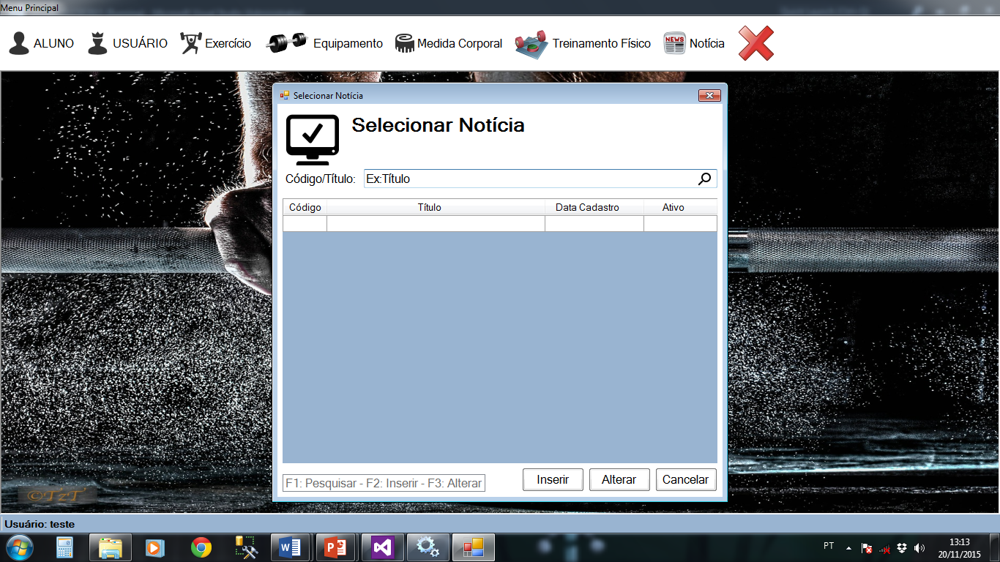 Menu Principal
ALUNO USUÁRIO Exercício Equipamento Medida Corporal Treinamento Físico NEWS Notícia
Selecionar Notícia
Selecionar Notícia
Código/Título: Ex:Título
Código Título Data Cadastro Ativo
F1: Pesquisar - F2: Inserir - F3: Alterar Inserir Alterar Cancelar
©TzT
Usuário: teste
PT 13:13
20/11/2015